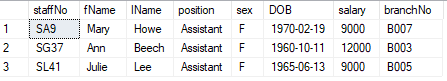 staffNo fName lName position sex DOB salary branchNo
1 SA9 Mary Howe Assistant F 1970-02-19 9000 B007
2 SG37 Ann Beech Assistant F 1960-10-11 12000 B003
3 SL41 Julie Lee Assistant F 1965-06-13 9000 B005